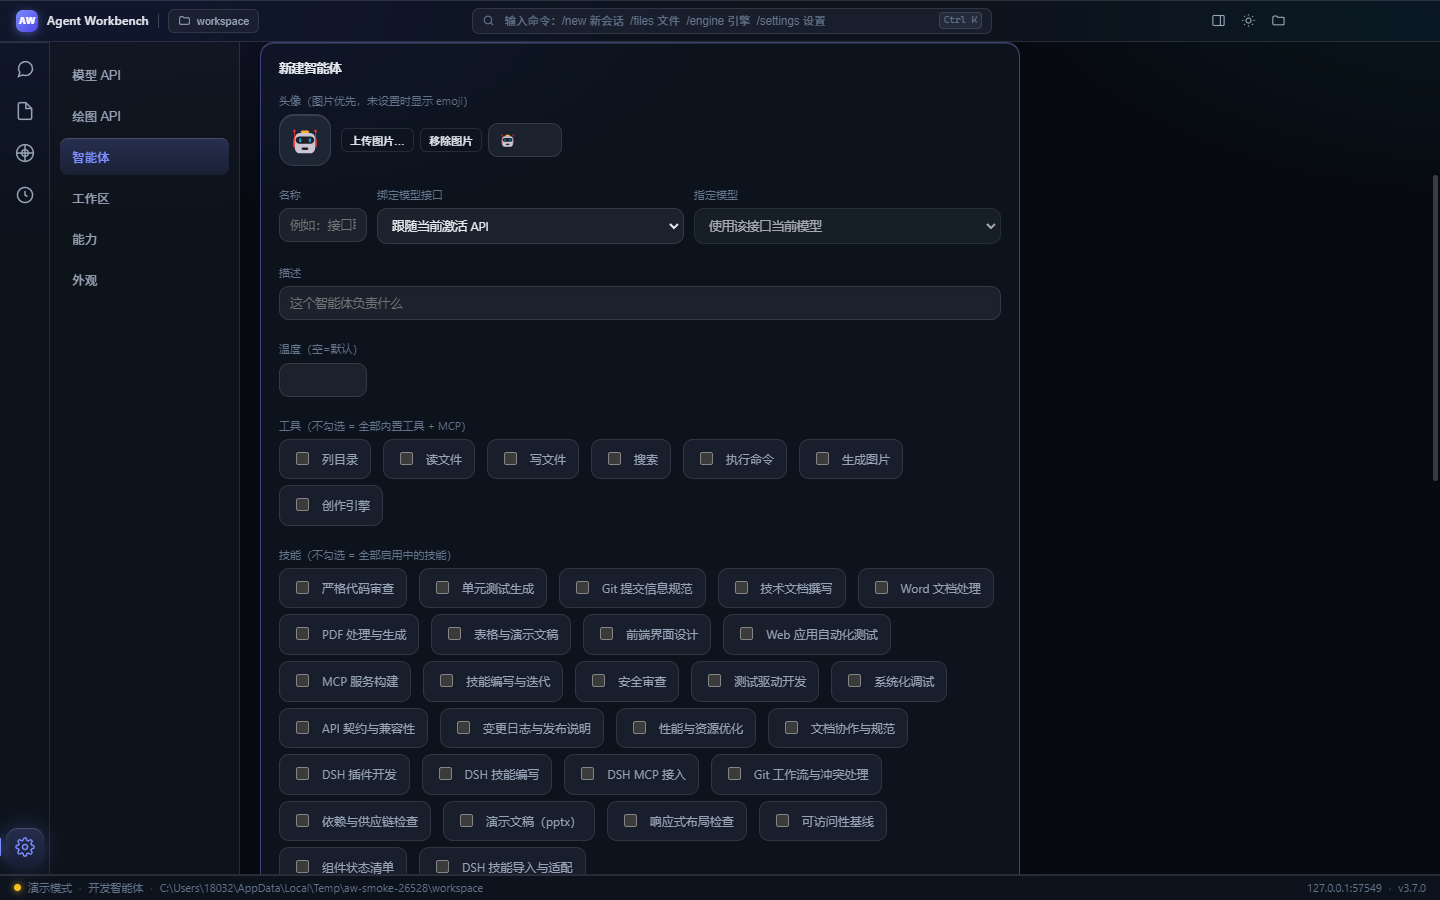 AW Agent Workbench workspace 输入命令：/new 新会话 /files 文件 /engine 引擎 /settings 设置 Ctrl K
模型 API
绘图 API
智能体
工作区
能力
外观
新建智能体
头像（图片优先，未设置时显示 emoji）
上传图片... 移除图片
名称 绑定模型接口 指定模型
例如：接口 跟随当前激活 API 使用该接口当前模型
描述
这个智能体负责什么
温度（空=默认）
工具（不勾选 = 全部内置工具 + MCP）
列目录 读文件 写文件 搜索 执行命令 生成图片
创作引擎
技能（不勾选 = 全部启用中的技能）
严格代码审查 单元测试生成 Git 提交信息规范 技术文档撰写 Word 文档处理
PDF 处理与生成 表格与演示文稿 前端界面设计 Web 应用自动化测试
MCP 服务构建 技能编写与迭代 安全审查 测试驱动开发 系统化调试
API 契约与兼容性 变更日志与发布说明 性能与资源优化 文档协作与规范
DSH 插件开发 DSH 技能编写 DSH MCP 接入 Git 工作流与冲突处理
依赖与供应链检查 演示文稿（pptx） 响应式布局检查 可访问性基线
组件状态清单 DSH 技能导入与适配
演示模式 · 开发智能体 · C:\Users\18032\AppData\Local\Temp\aw-smoke-26528\workspace 127.0.0.1:57549 · v3.7.0